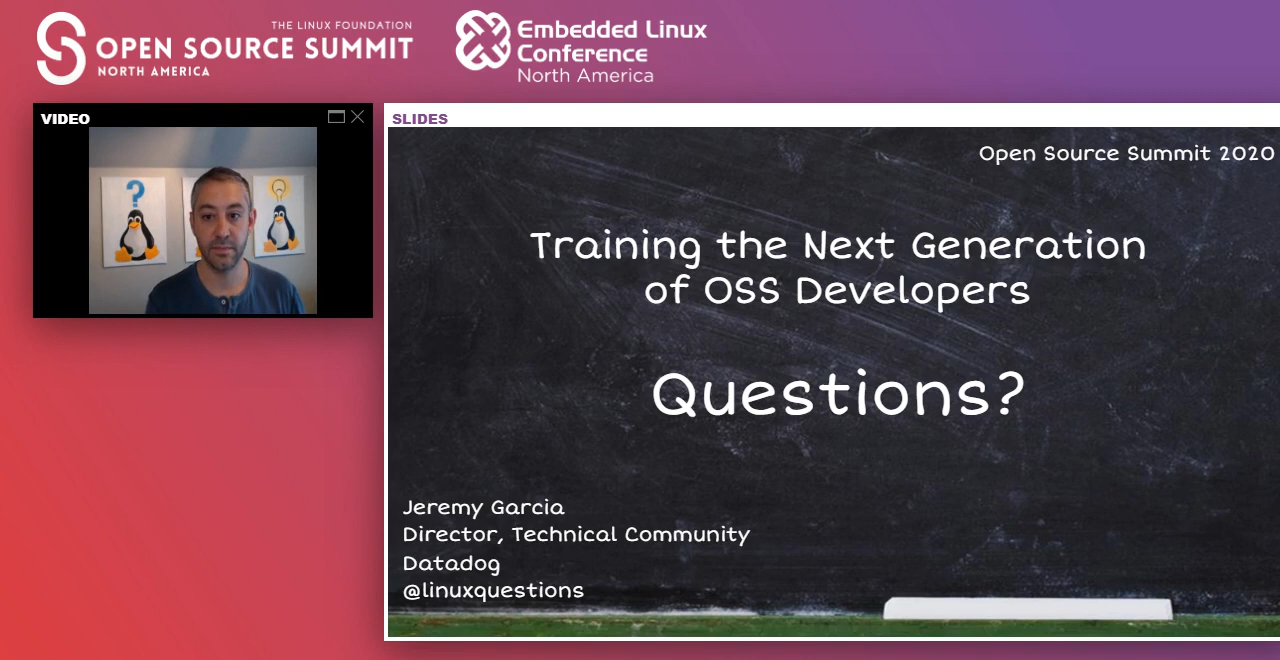 THE LINUX FOUNDATION
OPEN SOURCE SUMMIT
NORTH AMERICA
Embedded Linux
Conference
North America
VIDEO
SLIDES
?
Open Source Summit 2020
Training the Next Generation
of OSS Developers
Questions?
Jeremy Garcia
Director, Technical Community
Datadog
@linuxquestions